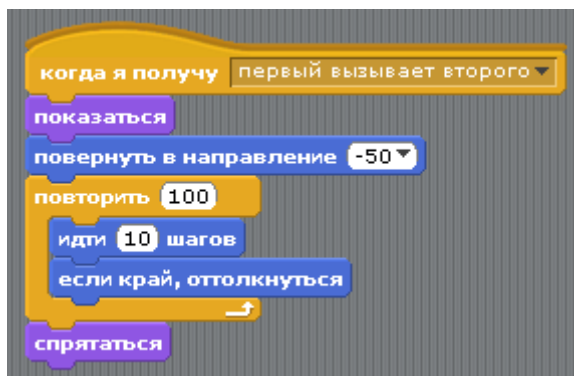 когда я получу первый вызывает второго
показаться
повернуть в направление -50
повторить 100
идти 10 шагов
если край, оттолкнуться
спрятаться